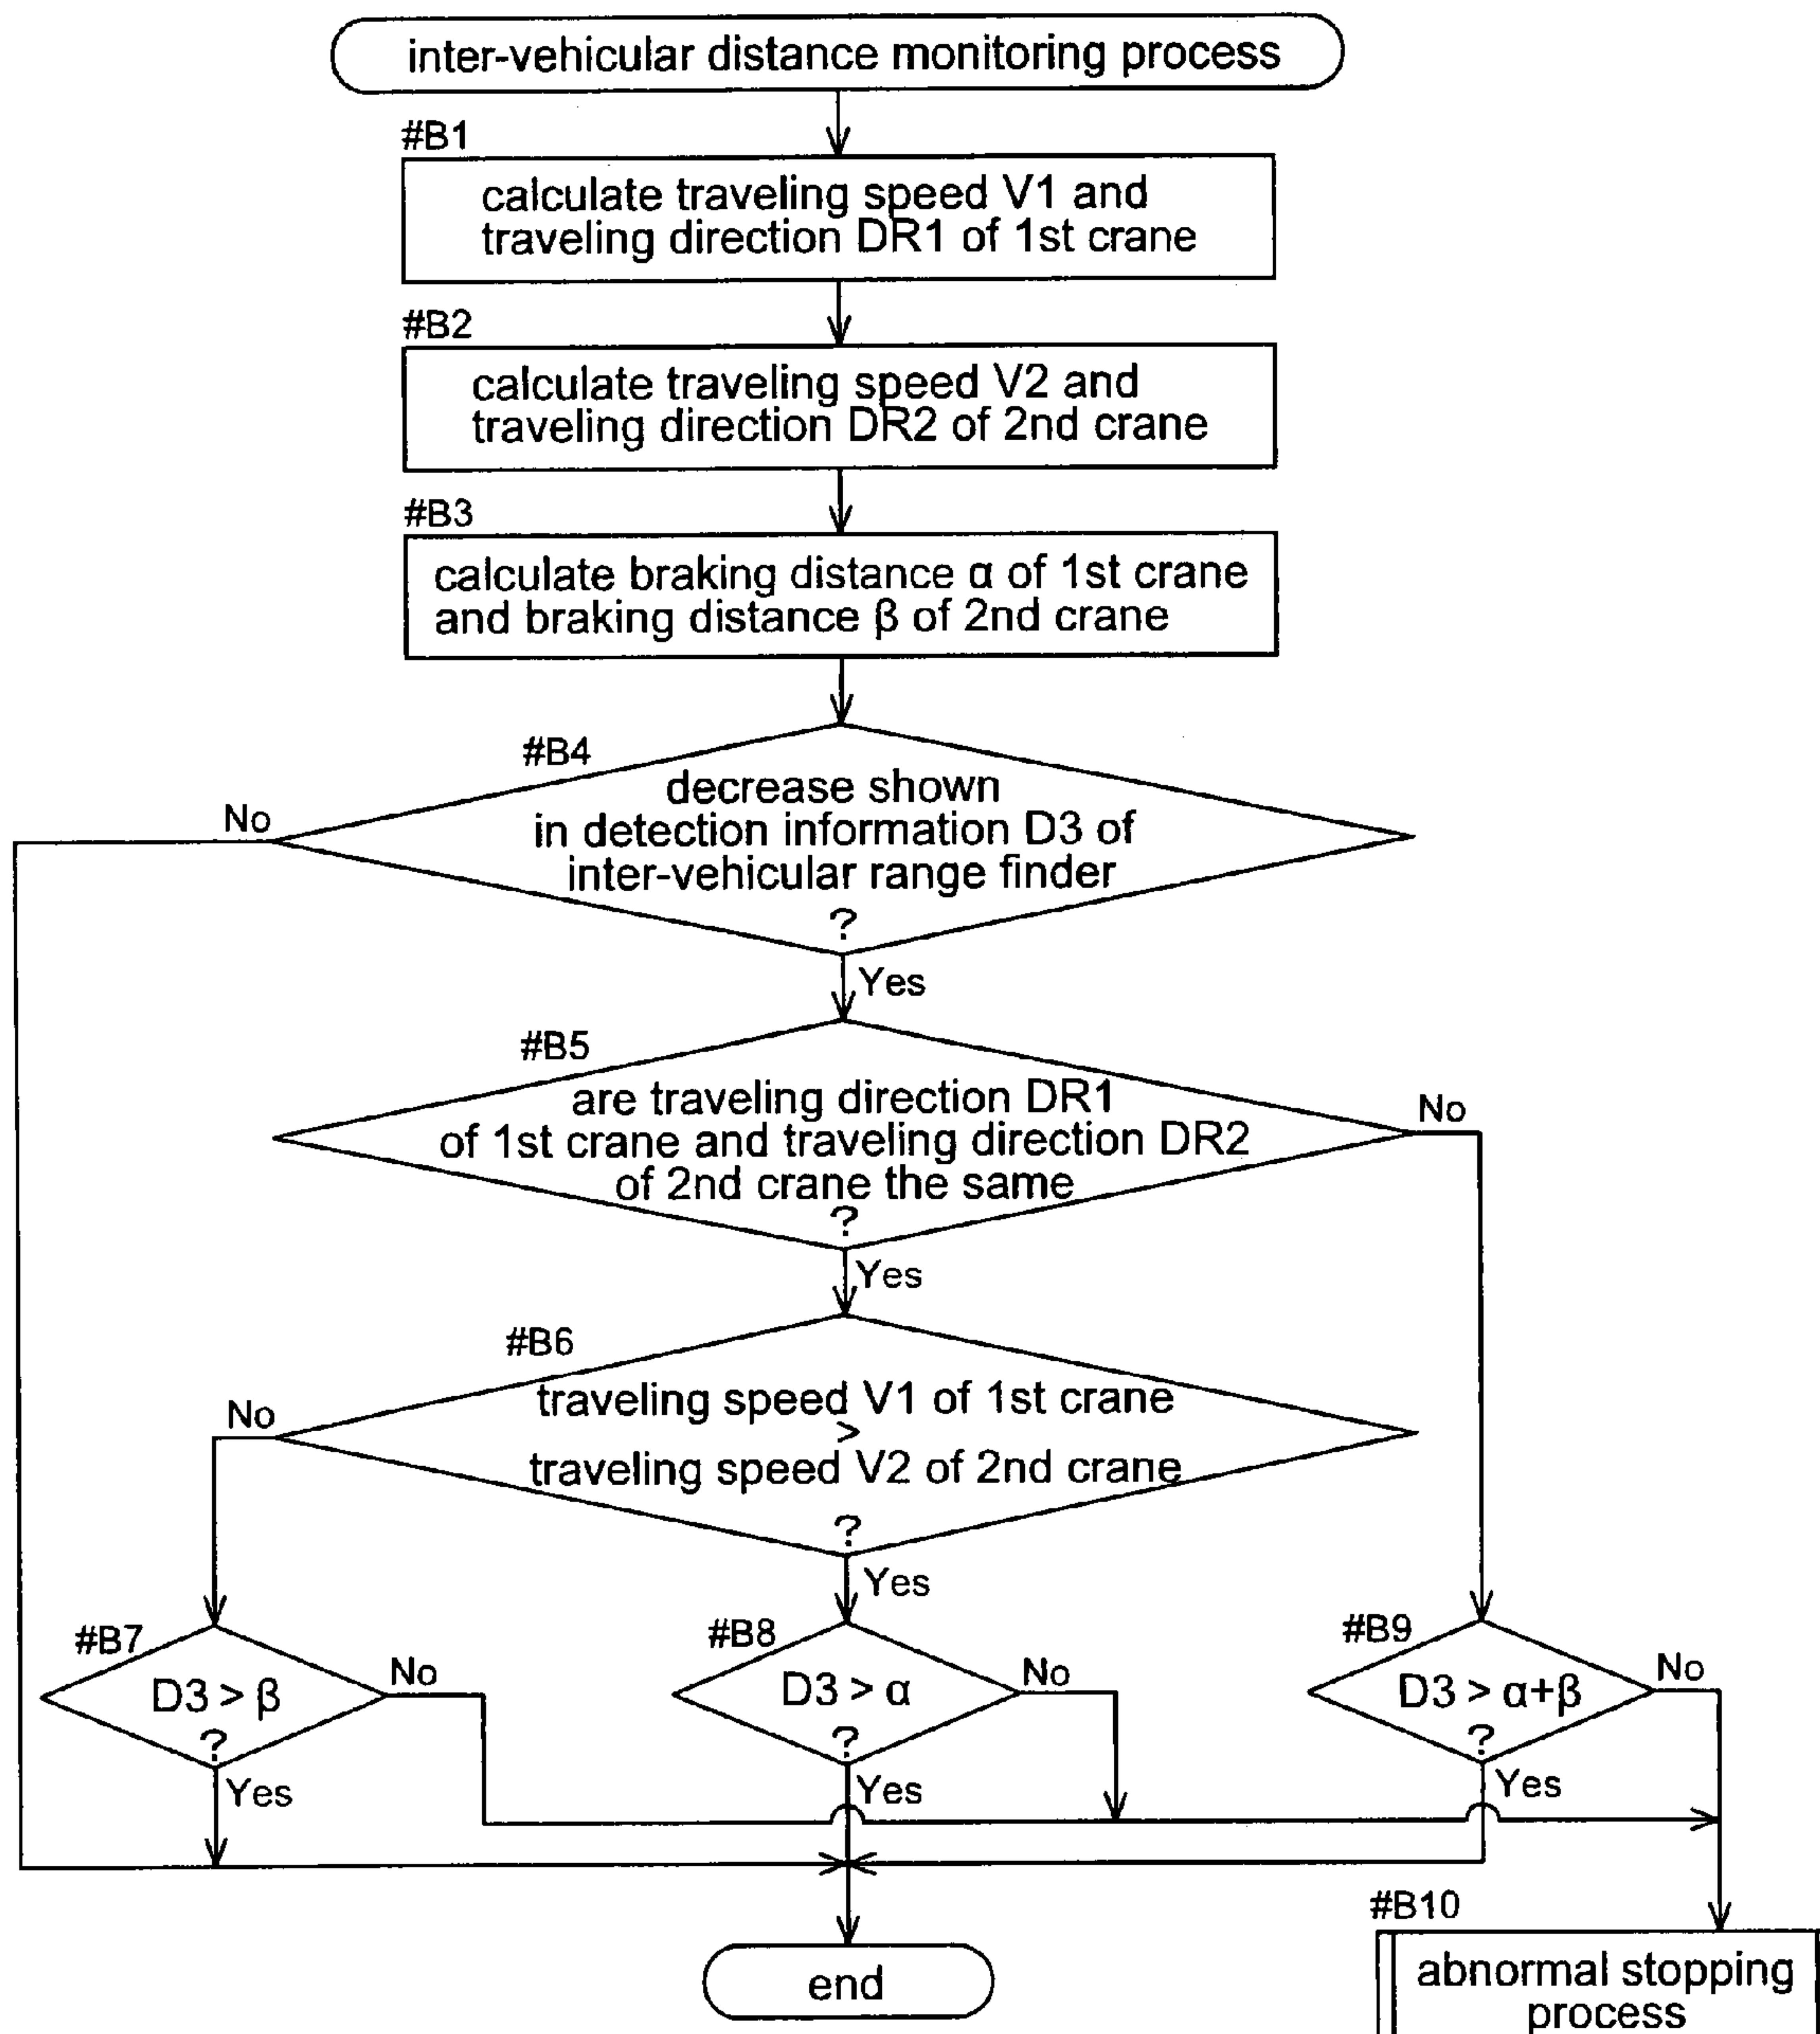 inter-vehicular distance monitoring process
#B1
calculate traveling speed V1 and
traveling direction DR1 of 1st crane
#B2
calculate traveling speed V2 and
traveling direction DR2 of 2nd crane
#B3
calculate braking distance α of 1st crane
and braking distance β of 2nd crane
#B4
decrease shown
in detection information D3 of
inter-vehicular range finder
?
No
Yes
#B5
are traveling direction DR1
of 1st crane and traveling direction DR2
of 2nd crane the same
?
No
Yes
#B6
traveling speed V1 of 1st crane
>
traveling speed V2 of 2nd crane
?
No
Yes
#B7
D3 > β
?
No
Yes
#B8
D3 > α
?
No
Yes
#B9
D3 > α+β
?
No
Yes
#B10
abnormal stopping
process
end